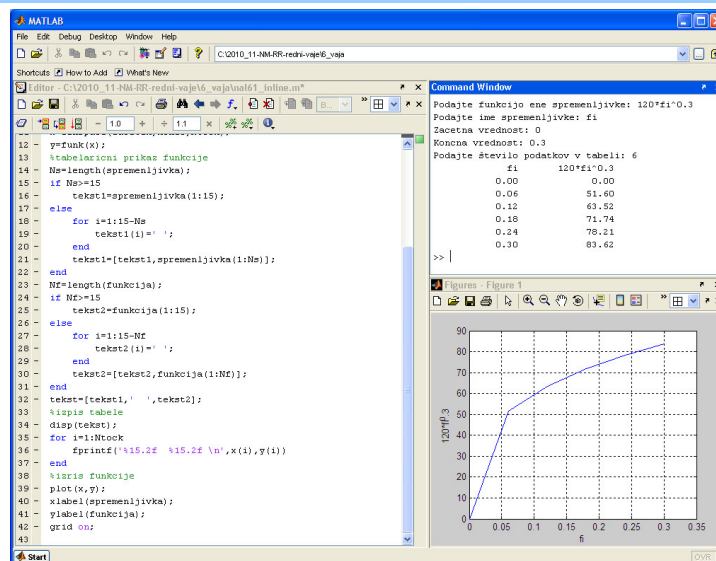 MATLAB
File Edit Debug Desktop Window Help
C:\2010_11-NM-RR-redni-vaje\6_vaja
Shortcuts How to Add What's New
Editor - C:\2010_11-NM-RR-redni-vaje\6_vaja\nal61_inline.m*
B...
- 1.0 + ÷ 1.1 ×
12 - y=funk(x);
13 %tabelaricni prikaz funkcije
14 - Ns=length(spremenljivka);
15 - if Ns>=15
16 - tekst1=spremenljivka(1:15);
17 - else
18 - for i=1:15-Ns
19 - tekst1(i)=' ';
20 - end
21 - tekst1=[tekst1,spremenljivka(1:Ns)];
22 - end
23 - Nf=length(funkcija);
24 - if Nf>=15
25 - tekst2=funkcija(1:15);
26 - else
27 - for i=1:15-Nf
28 - tekst2(i)=' ';
29 - end
30 - tekst2=[tekst2,funkcija(1:Nf)];
31 - end
32 - tekst=[tekst1,'  ',tekst2];
33 %izpis tabele
34 - disp(tekst);
35 - for i=1:Ntock
36 - fprintf('%15.2f  %15.2f \n',x(i),y(i))
37 - end
38 %izris funkcije
39 - plot(x,y);
40 - xlabel(spremenljivka);
41 - ylabel(funkcija);
42 - grid on;
43
Start
Command Window
Podajte funkcijo ene spremenljivke: 120*fi^0.3
Podajte ime spremenljivke: fi
Zacetna vrednost: 0
Koncna vrednost: 0.3
Podajte število podatkov v tabeli: 6
fi 120*fi^0.3
0.00 0.00
0.06 51.60
0.12 63.52
0.18 71.74
0.24 78.21
0.30 83.62
>>
Figures - Figure 1
90
80
70
60
50
40
30
20
10
0
0 0.05 0.1 0.15 0.2 0.25 0.3 0.35
fi
OVR